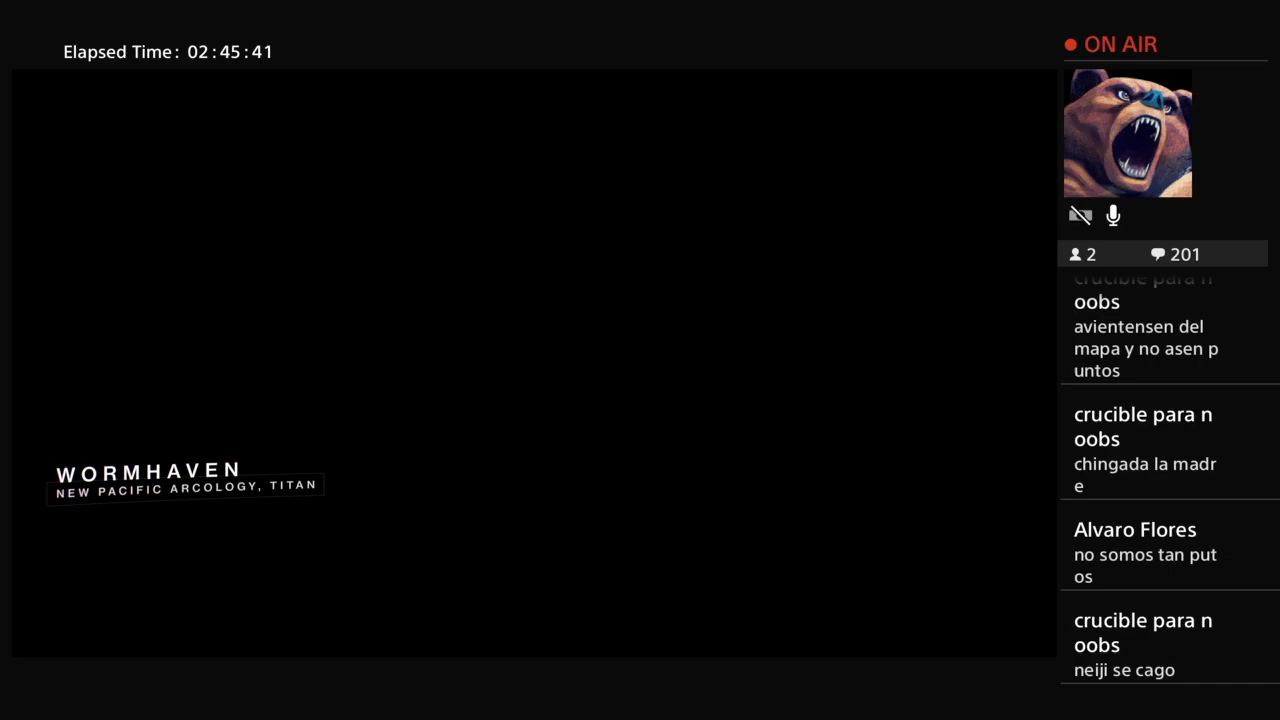 Elapsed Time: 02:45:41
ON AIR
2 201
crucible para n
oobs
avientensen del
mapa y no asen p
untos
crucible para n
oobs
chingada la madr
e
Alvaro Flores
no somos tan put
os
crucible para n
oobs
neiji se cago
WORMHAVEN
NEW PACIFIC ARCOLOGY, TITAN